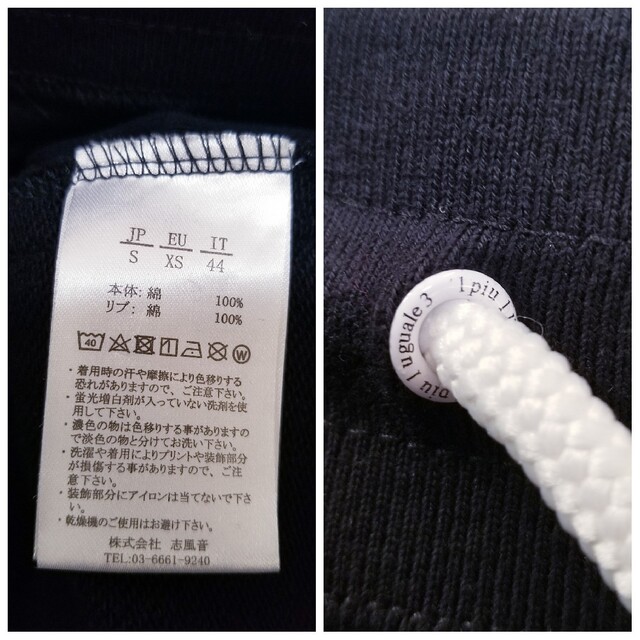 JP EU IT
S XS 44
本体: 綿 100%
リブ: 綿 100%
40 W
・着用時の汗や摩擦により色移りする
恐れがありますので、ご注意下さい。
・蛍光増白剤が入っていない洗剤を使
用して下さい。
・濃色の物は色移りする事があります
ので淡色の物と分けてお洗い下さい。
・洗濯や着用によりプリントや装飾部分
が損傷する事がありますので、ご注
意下さい。
・装飾部分にアイロンは当てないで下さ
い。
・乾燥機のご使用はお避け下さい。
株式会社 志風音
TEL:03-6661-9240
1 piu 1 uguale 3
piu 1